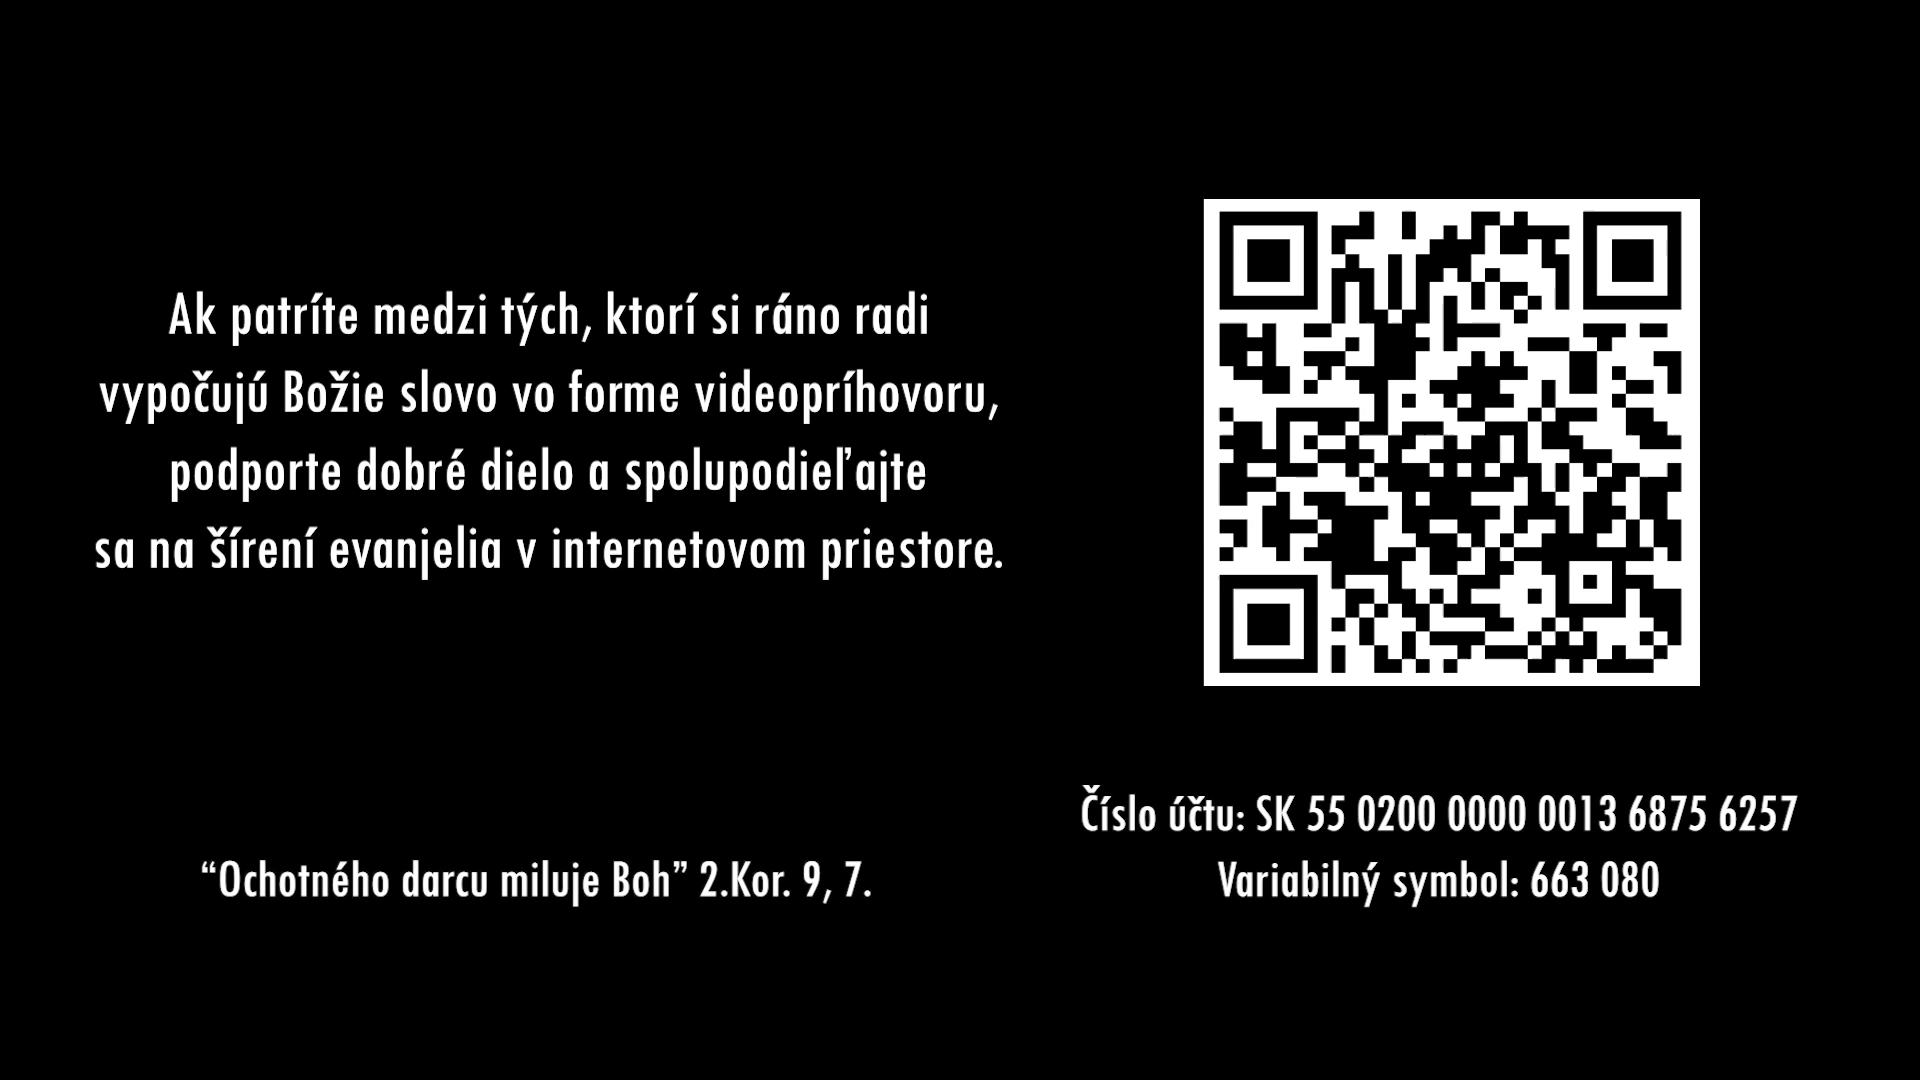 Ak patríte medzi tých, ktorí si ráno radi
vypočujú Božie slovo vo forme videopríhovoru,
podporte dobré dielo a spolupodieľajte
sa na šírení evanjelia v internetovom priestore.
“Ochotného darcu miluje Boh” 2.Kor. 9, 7.
Číslo účtu: SK 55 0200 0000 0013 6875 6257
Variabilný symbol: 663 080